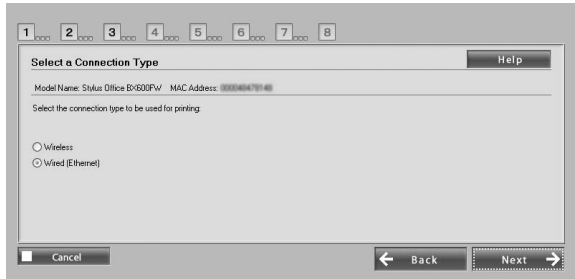 1 2 3 4 5 6 7 8
Select a Connection Type
Help
Model Name: Stylus Office BX600FW MAC Address:
Select the connection type to be used for printing:
Wireless
Wired (Ethernet)
Cancel
Back
Next